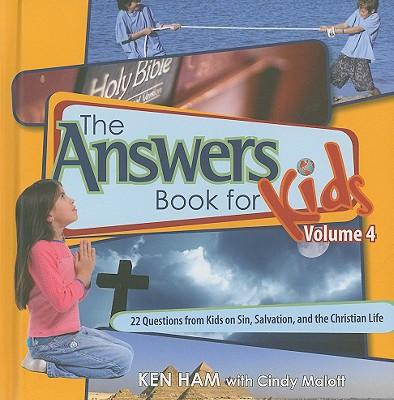 Holy Bible
The
Answers
Book for Kids
Volume 4
22 Questions from Kids on Sin, Salvation, and the Christian Life
KEN HAM with Cindy Malott